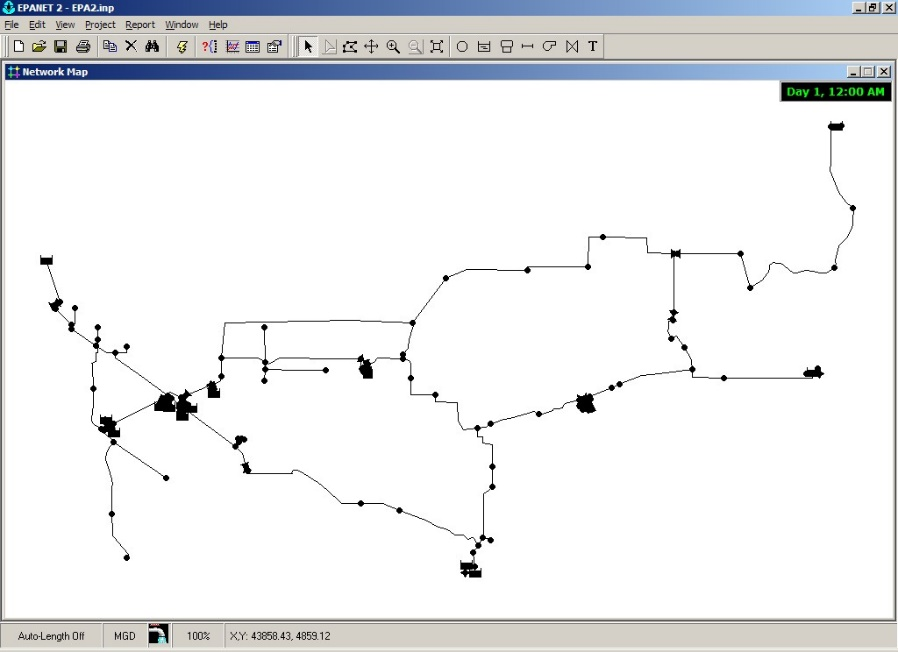 EPANET 2 - EPA2.inp
File Edit View Project Report Window Help
Network Map
Day 1, 12:00 AM
Auto-Length Off MGD 100% X,Y: 43858.43, 4859.12